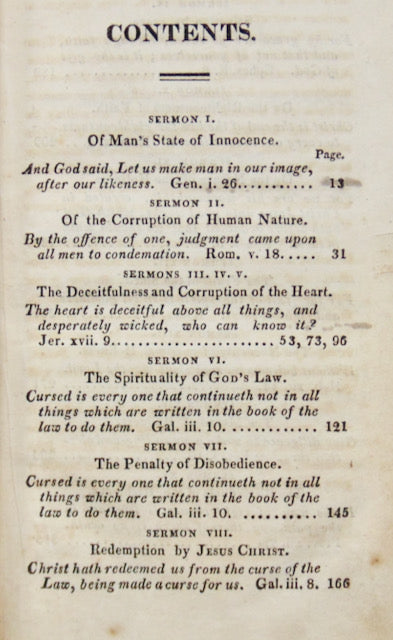 CONTENTS.
SERMON I.
Of Man's State of Innocence.
Page.
And God said, Let us make man in our image,
after our likeness. Gen. i. 26........... 13
SERMON II.
Of the Corruption of Human Nature.
By the offence of one, judgment came upon
all men to condemation. Rom. v. 18..... 31
SERMONS III. IV. V.
The Deceitfulness and Corruption of the Heart.
The heart is deceitful above all things, and
desperately wicked, who can know it?
Jer. xvii. 9....................... 53, 73, 96
SERMON VI.
The Spirituality of GOD'S Law.
Cursed is every one that continueth not in all
things which are written in the book of the
law to do them. Gal. iii. 10. ............ 121
SERMON VII.
The Penalty of Disobedience.
Cursed is every one that continueth not in all
things which are written in the book of the
law to do them. Gal. iii. 10. .......... 145
SERMON VIII.
Redemption by JESUS CHRIST.
Christ hath redeemed us from the curse of the
Law, being made a curse for us. Gal. iii. 8. 166